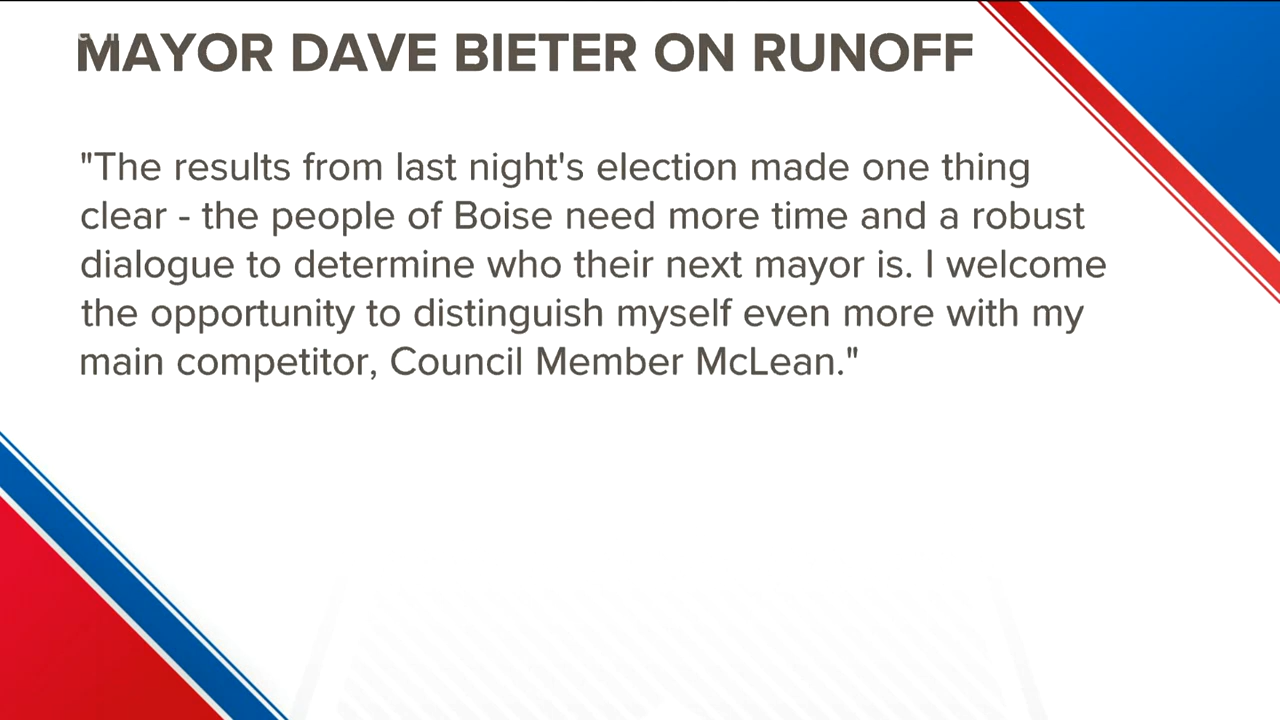 MAYOR DAVE BIETER ON RUNOFF
"The results from last night's election made one thing
clear - the people of Boise need more time and a robust
dialogue to determine who their next mayor is. I welcome
the opportunity to distinguish myself even more with my
main competitor, Council Member McLean."